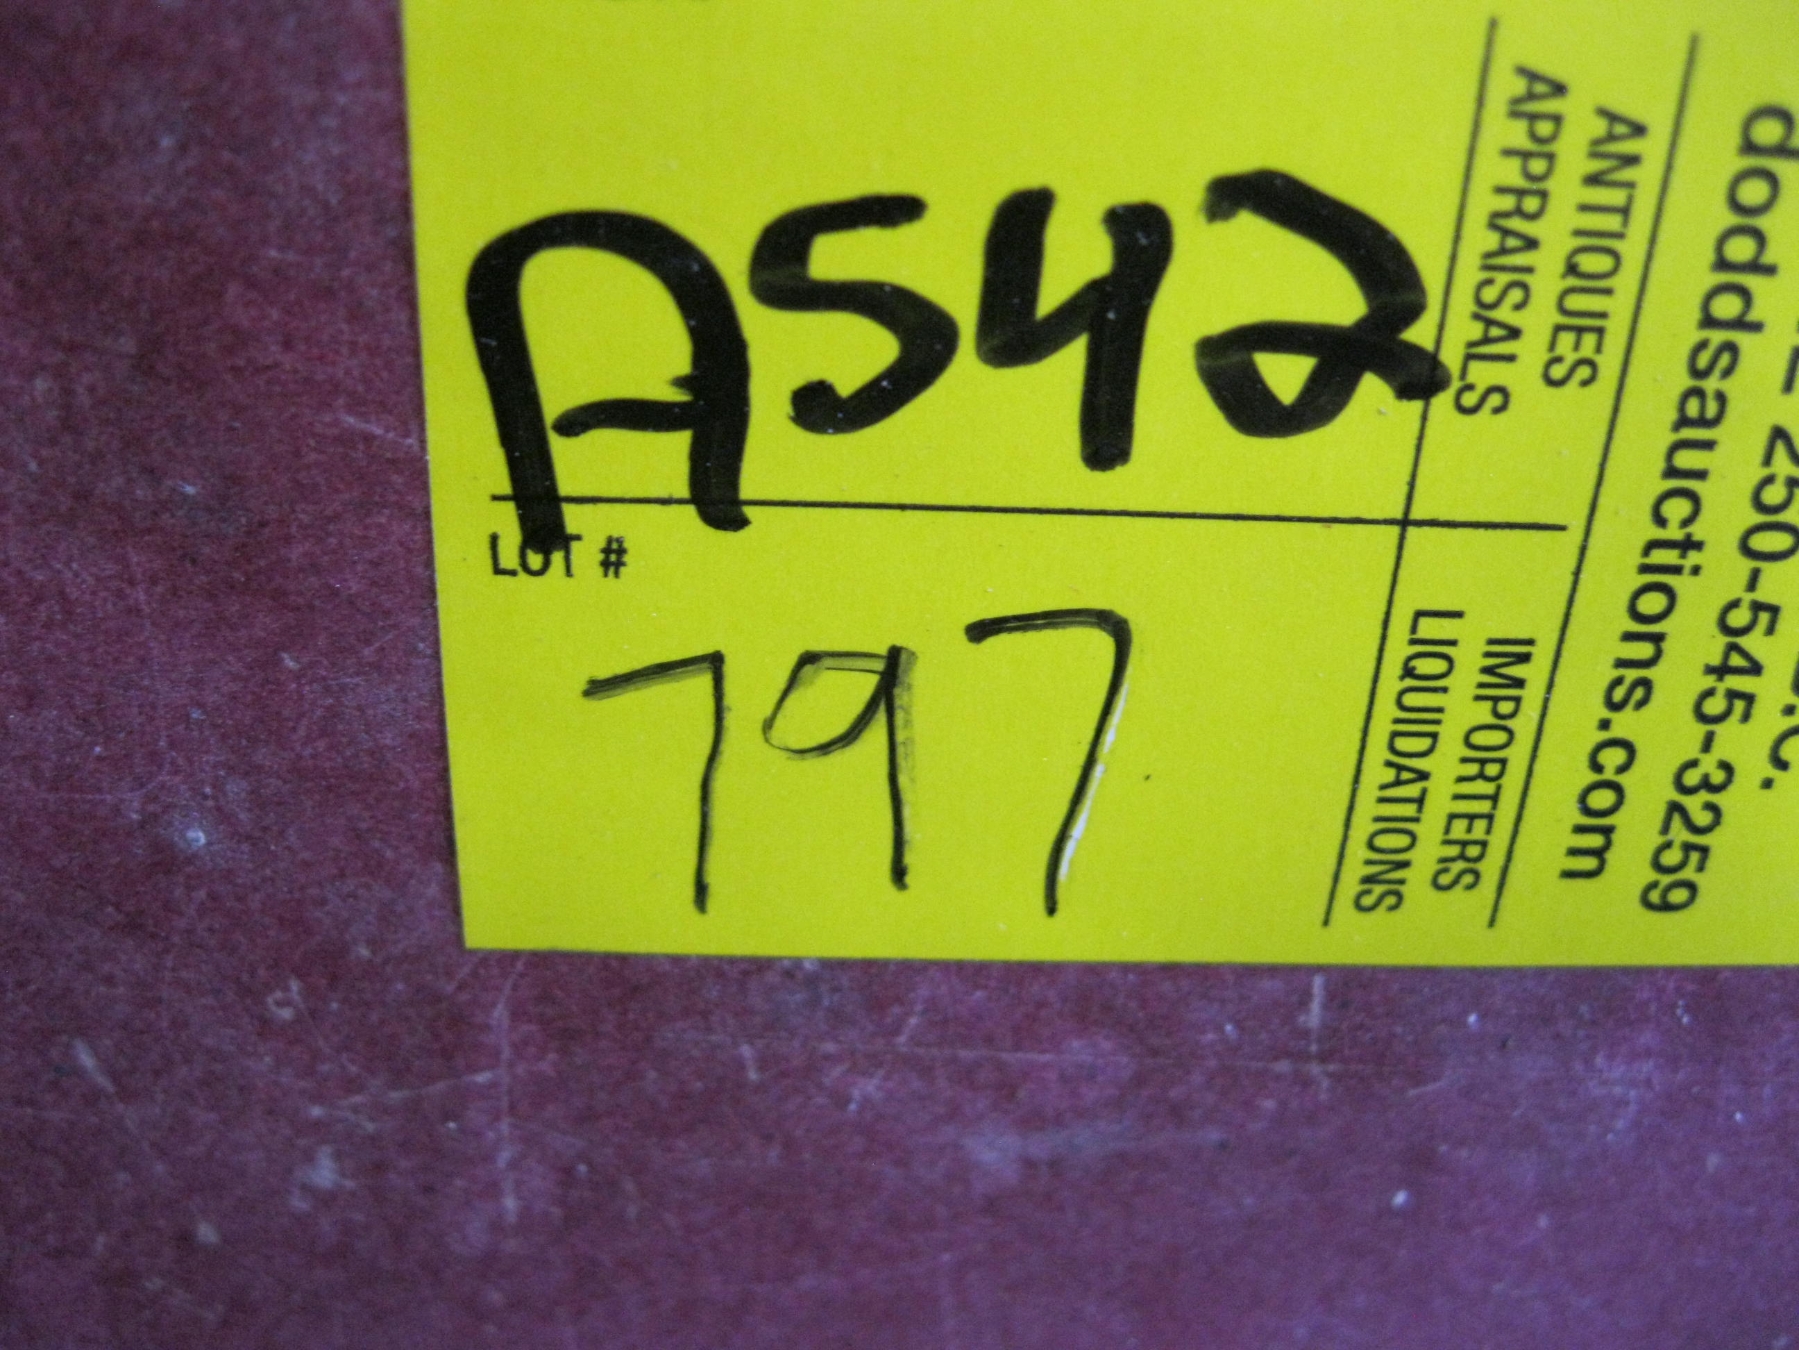 A542
LOT #
797
ANTIQUES
APPRAISALS
IMPORTERS
LIQUIDATIONS
doddsauctions.com
250-545-3259